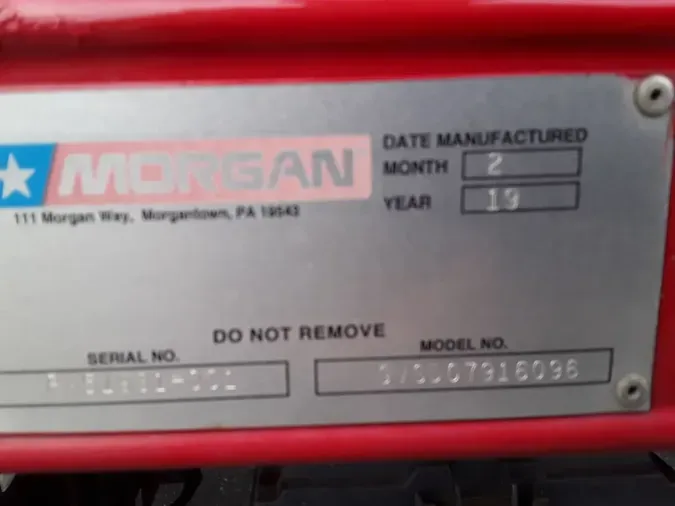 MORGAN
111 Morgan Way, Morgantown, PA 19543
DATE MANUFACTURED
MONTH 2
YEAR 19
DO NOT REMOVE
SERIAL NO.
MODEL NO.